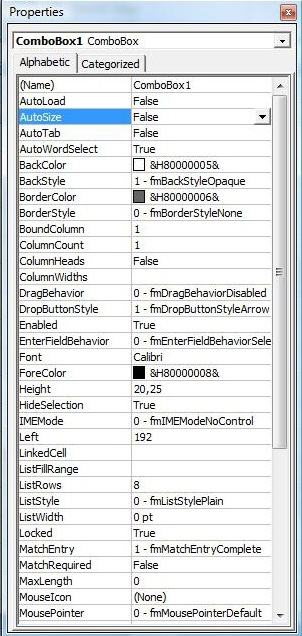 Properties
ComboBox1 ComboBox
Alphabetic Categorized
(Name) ComboBox1
AutoLoad False
AutoSize False
AutoTab False
AutoWordSelect True
BackColor &H80000005&
BackStyle 1 - fmBackStyleOpaque
BorderColor &H80000006&
BorderStyle 0 - fmBorderStyleNone
BoundColumn 1
ColumnCount 1
ColumnHeads False
ColumnWidths
DragBehavior 0 - fmDragBehaviorDisabled
DropButtonStyle 1 - fmDropButtonStyleArrow
Enabled True
EnterFieldBehavior 0 - fmEnterFieldBehaviorSele
Font Calibri
ForeColor &H80000008&
Height 20,25
HideSelection True
IMEMode 0 - fmIMEModeNoControl
Left 192
LinkedCell
ListFillRange
ListRows 8
ListStyle 0 - fmListStylePlain
ListWidth 0 pt
Locked True
MatchEntry 1 - fmMatchEntryComplete
MatchRequired False
MaxLength 0
MouseIcon (None)
MousePointer 0 - fmMousePointerDefault